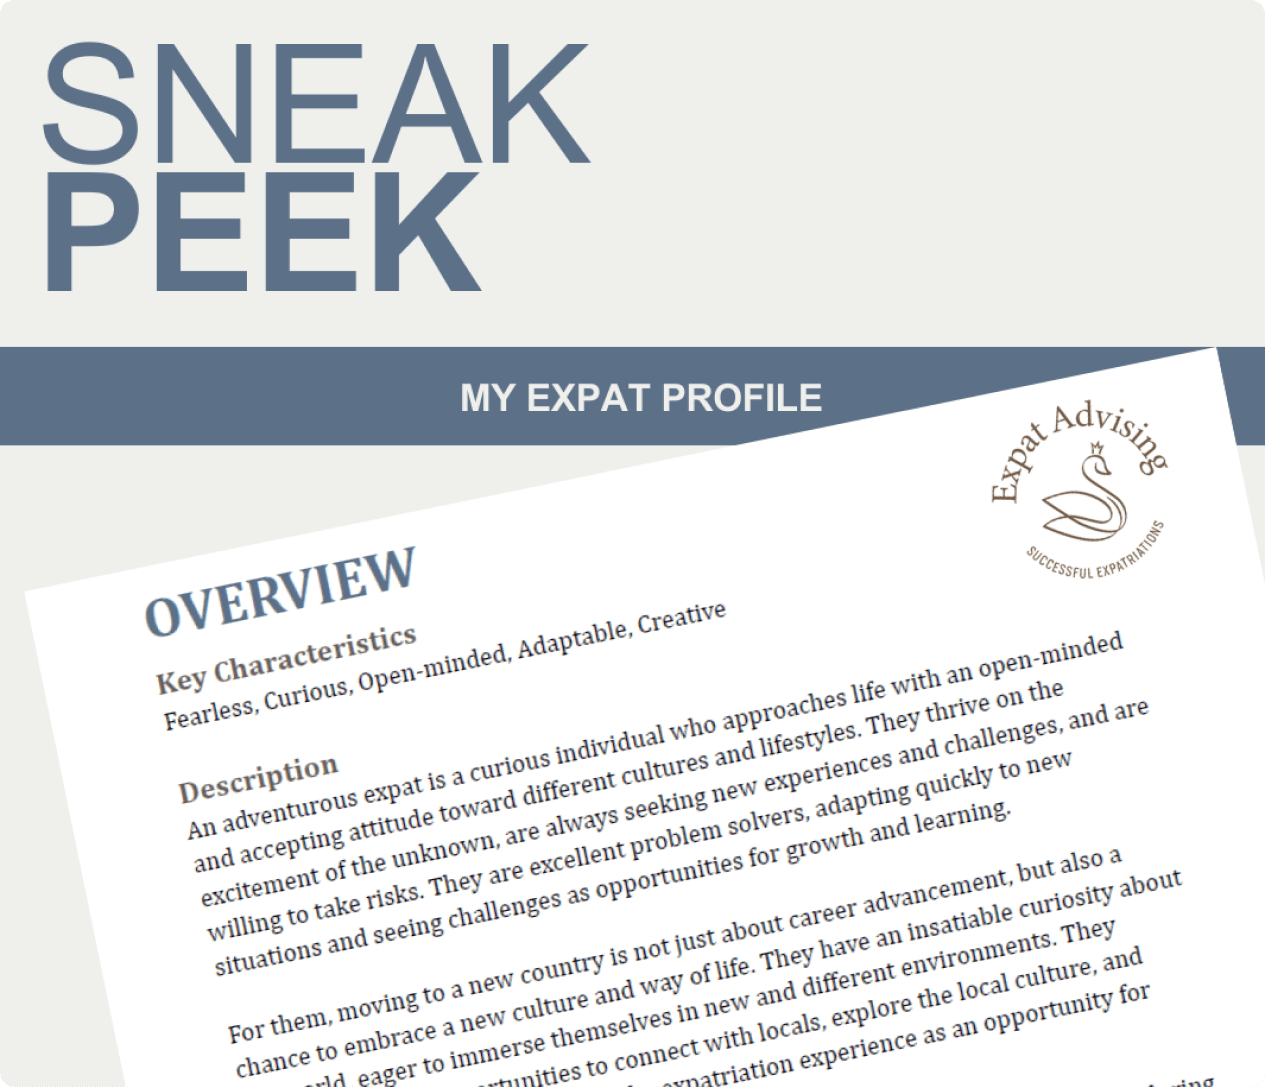 SNEAK
PEEK
MY EXPAT PROFILE
Expat Advising
SUCCESSFUL EXPATRIATIONS
OVERVIEW
Key Characteristics
Fearless, Curious, Open-minded, Adaptable, Creative
Description
An adventurous expat is a curious individual who approaches life with an open-minded
and accepting attitude toward different cultures and lifestyles. They thrive on the
excitement of the unknown, are always seeking new experiences and challenges, and are
willing to take risks. They are excellent problem solvers, adapting quickly to new
situations and seeing challenges as opportunities for growth and learning.
For them, moving to a new country is not just about career advancement, but also a
chance to embrace a new culture and way of life. They have an insatiable curiosity about
eager to immerse themselves in new and different environments. They
to connect with locals, explore the local culture, and
experience as an opportunity for